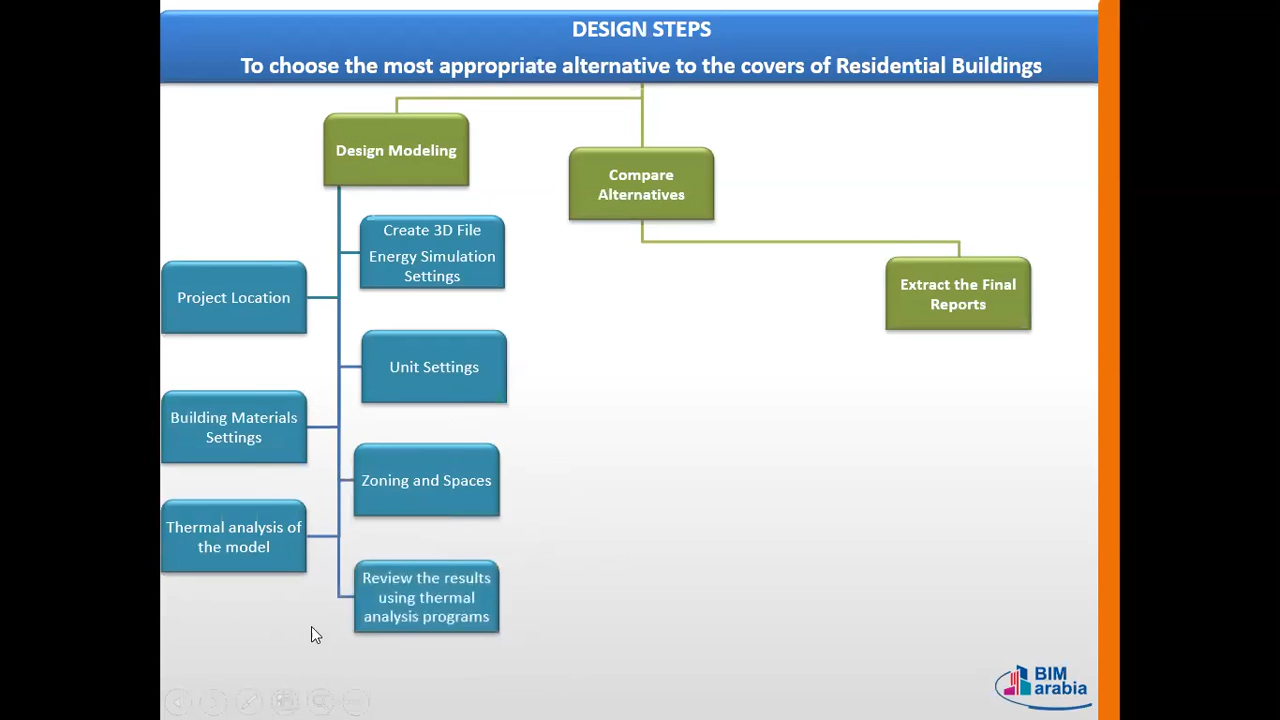 DESIGN STEPS
To choose the most appropriate alternative to the covers of Residential Buildings
Design Modeling
Compare
Alternatives
Extract the Final
Reports
Create 3D File
Energy Simulation
Settings
Project Location
Unit Settings
Building Materials
Settings
Zoning and Spaces
Thermal analysis of
the model
Review the results
using thermal
analysis programs
BIM
arabia